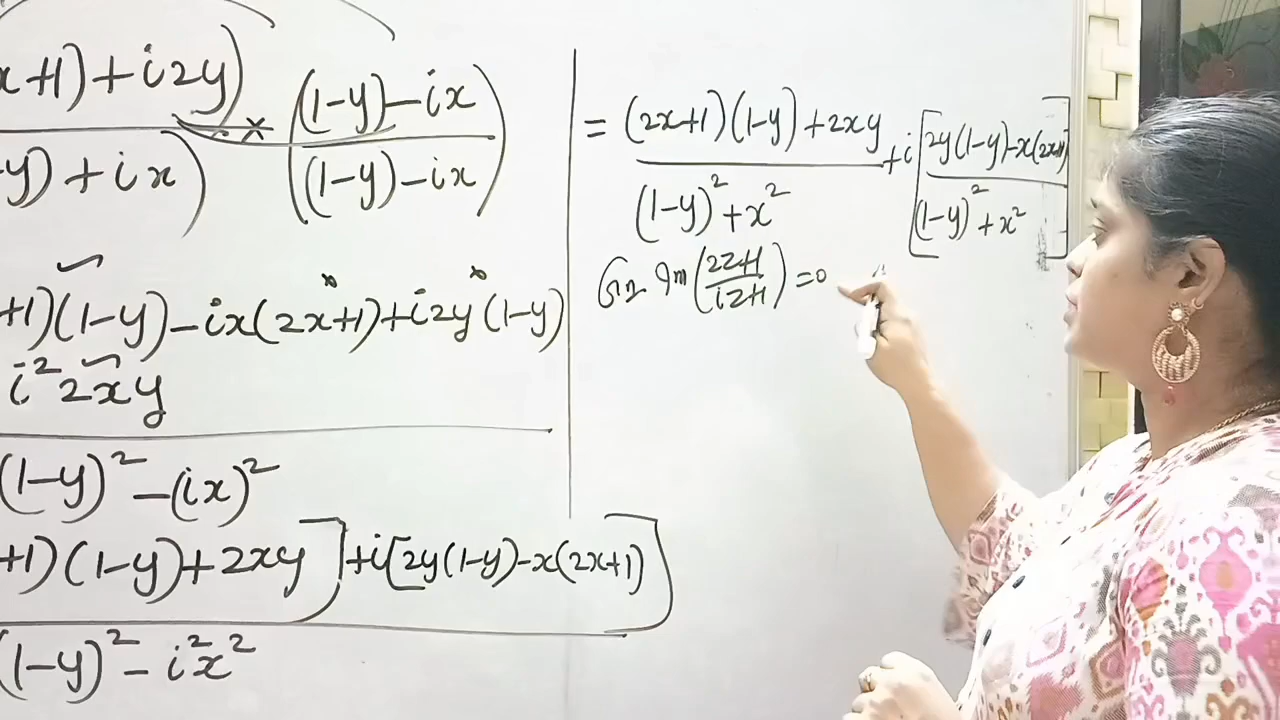 x+1)+i2y) × ((1-y)-ix)
-y)+ix) ((1-y)-ix)
+1)(1-y)-ix(2x+1)+i2y(1-y)
i²2xy
(1-y)²-(ix)²
+1)(1-y)+2xy]+i[2y(1-y)-x(2x+1)]
(1-y)²-i²x²
= (2x+1)(1-y)+2xy +i[2y(1-y)-x(2x+1)
(1-y)²+x² (1-y)²+x²]
Gn Im(2z+1/iz+1)=0